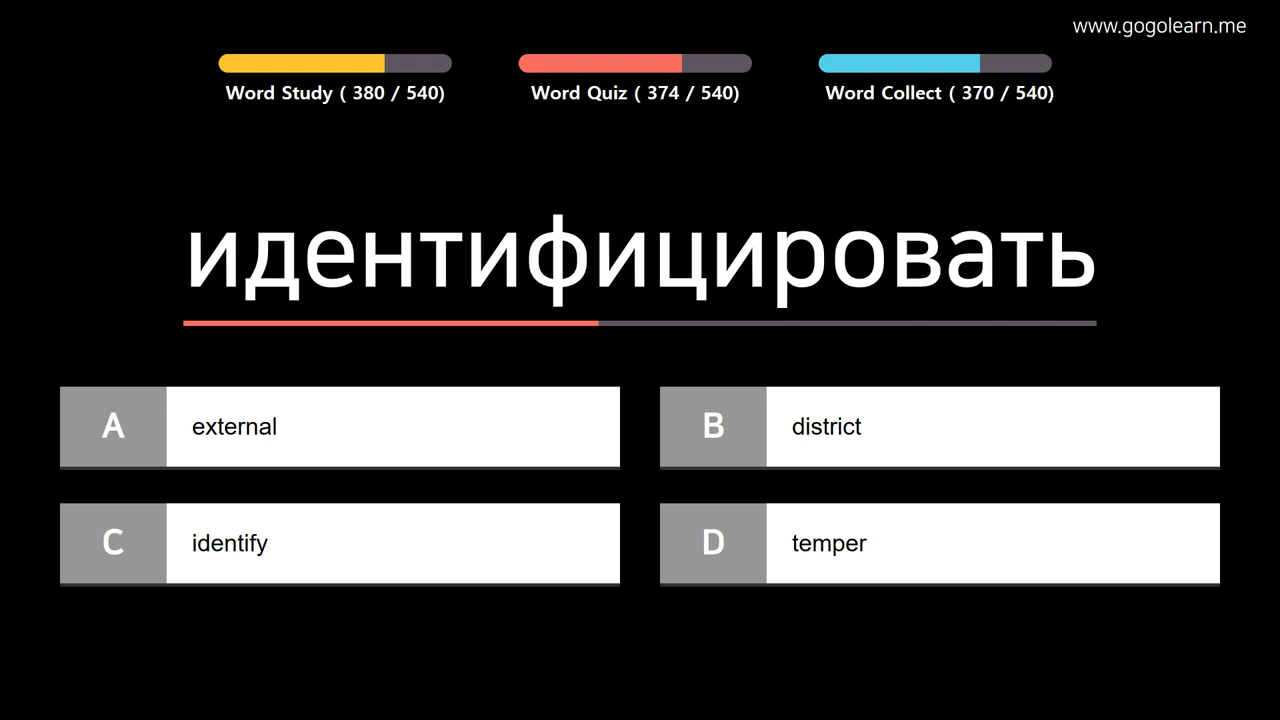 www.gogolearn.me
Word Study ( 380 / 540)
Word Quiz ( 374 / 540)
Word Collect ( 370 / 540)
идентифицировать
A external
B district
C identify
D temper